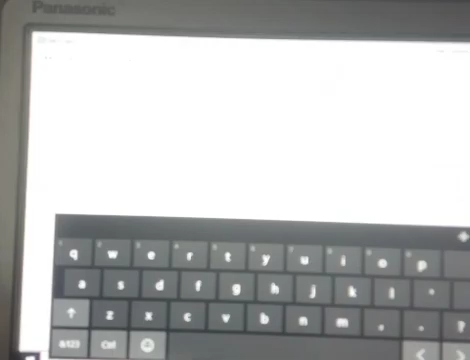 Panasonic
q w e r t y u i o p
a s d f g h j k l
↑ z x c v b n m , . ?
&123 Ctrl
< >